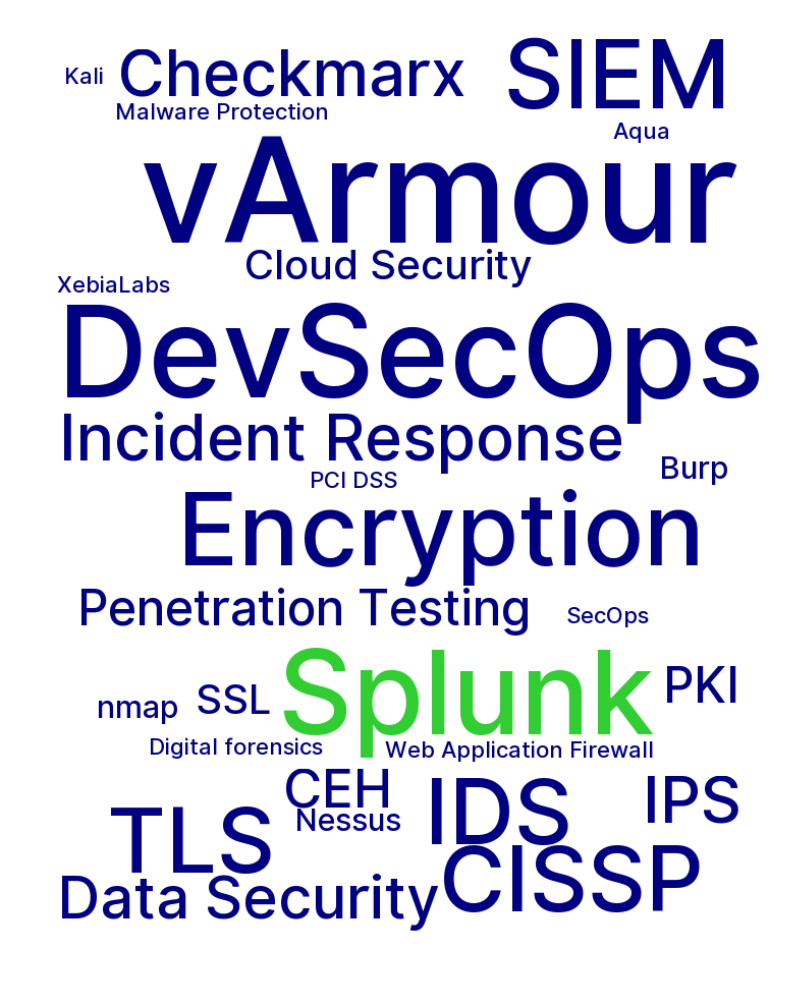 Kali Checkmarx SIEM
Malware Protection
Aqua
vArmour
Cloud Security
XebiaLabs
DevSecOps
Incident Response
Burp
PCI DSS
Encryption
Penetration Testing
SecOps
Splunk
PKI
nmap SSL
Digital forensics
Web Application Firewall
CEH
IPS
Nessus
IDS
TLS
CISSP
Data Security